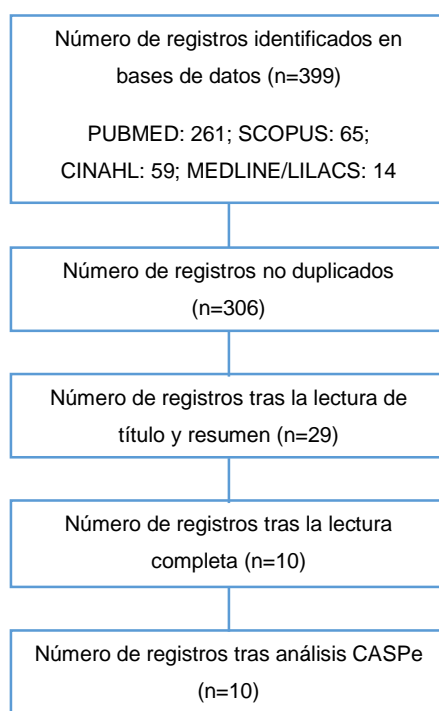 Número de registros identificados en
bases de datos (n=399)
PUBMED: 261; SCOPUS: 65;
CINAHL: 59; MEDLINE/LILACS: 14
Número de registros no duplicados
(n=306)
Número de registros tras la lectura de
título y resumen (n=29)
Número de registros tras la lectura
completa (n=10)
Número de registros tras análisis CASPe
(n=10)